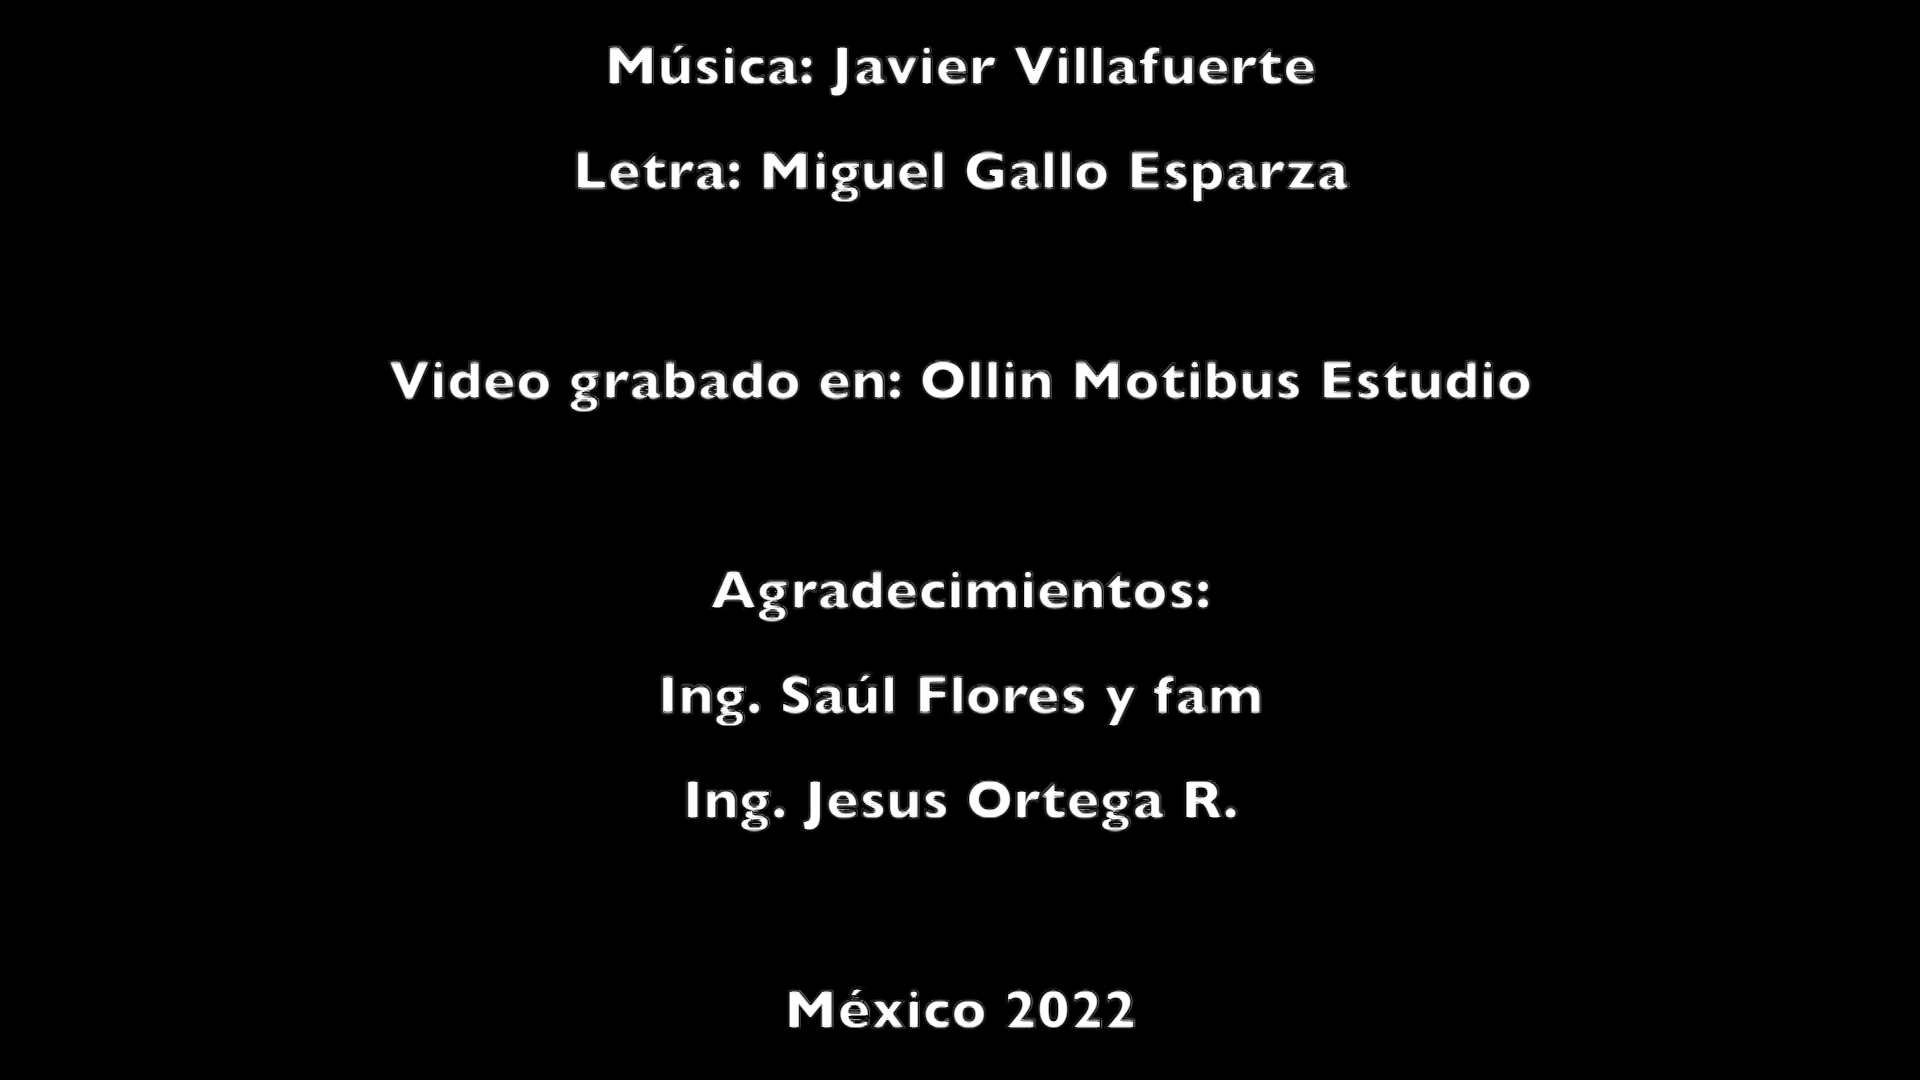 Música: Javier Villafuerte
Letra: Miguel Gallo Esparza
Video grabado en: Ollin Motibus Estudio
Agradecimientos:
Ing. Saúl Flores y fam
Ing. Jesus Ortega R.
México 2022